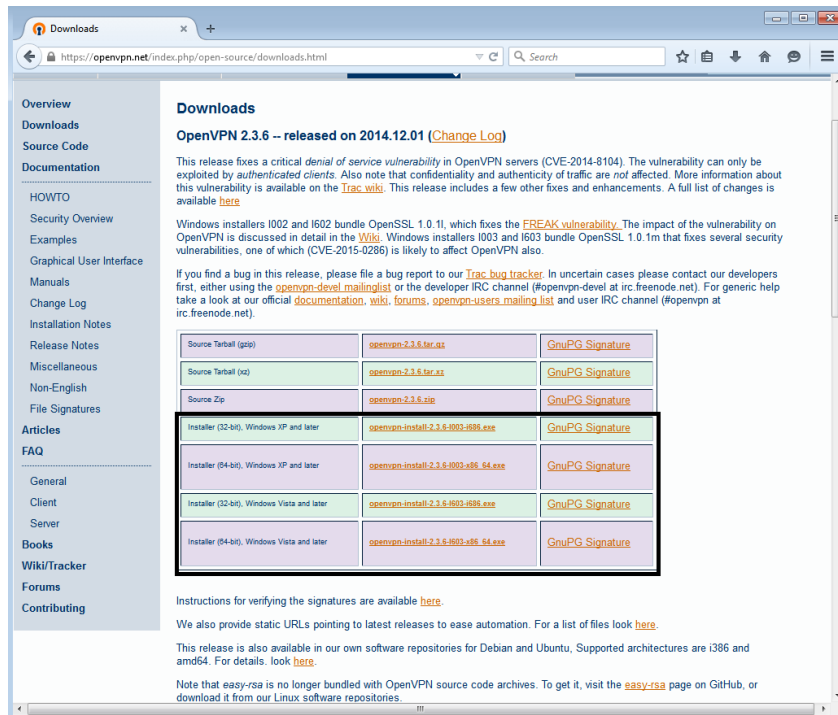 Downloads
https://openvpn.net/index.php/open-source/downloads.html
Search
Overview
Downloads
Source Code
Documentation
HOWTO
Security Overview
Examples
Graphical User Interface
Manuals
Change Log
Installation Notes
Release Notes
Miscellaneous
Non-English
File Signatures
Articles
FAQ
General
Client
Server
Books
Wiki/Tracker
Forums
Contributing
Downloads
OpenVPN 2.3.6 -- released on 2014.12.01 (Change Log)
This release fixes a critical denial of service vulnerability in OpenVPN servers (CVE-2014-8104). The vulnerability can only be
exploited by authenticated clients. Also note that confidentiality and authenticity of traffic are not affected. More information about
this vulnerability is available on the Trac wiki. This release includes a few other fixes and enhancements. A full list of changes is
available here
Windows installers I002 and I602 bundle OpenSSL 1.0.1l, which fixes the FREAK vulnerability. The impact of the vulnerability on
OpenVPN is discussed in detail in the Wiki. Windows installers I003 and I603 bundle OpenSSL 1.0.1m that fixes several security
vulnerabilities, one of which (CVE-2015-0286) is likely to affect OpenVPN also.
If you find a bug in this release, please file a bug report to our Trac bug tracker. In uncertain cases please contact our developers
first, either using the openvpn-devel mailinglist or the developer IRC channel (#openvpn-devel at irc.freenode.net). For generic help
take a look at our official documentation, wiki, forums, openvpn-users mailing list and user IRC channel (#openvpn at
irc.freenode.net).
Source Tarball (gzip) openvpn-2.3.6.tar.gz GnuPG Signature
Source Tarball (xz) openvpn-2.3.6.tar.xz GnuPG Signature
Source Zip openvpn-2.3.6.zip GnuPG Signature
Installer (32-bit), Windows XP and later openvpn-install-2.3.6-I003-i686.exe GnuPG Signature
Installer (64-bit), Windows XP and later openvpn-install-2.3.6-I003-x86_64.exe GnuPG Signature
Installer (32-bit), Windows Vista and later openvpn-install-2.3.6-I603-i686.exe GnuPG Signature
Installer (64-bit), Windows Vista and later openvpn-install-2.3.6-I603-x86_64.exe GnuPG Signature
Instructions for verifying the signatures are available here.
We also provide static URLs pointing to latest releases to ease automation. For a list of files look here.
This release is also available in our own software repositories for Debian and Ubuntu, Supported architectures are i386 and
amd64. For details. look here.
Note that easy-rsa is no longer bundled with OpenVPN source code archives. To get it, visit the easy-rsa page on GitHub, or
download it from our Linux software repositories.